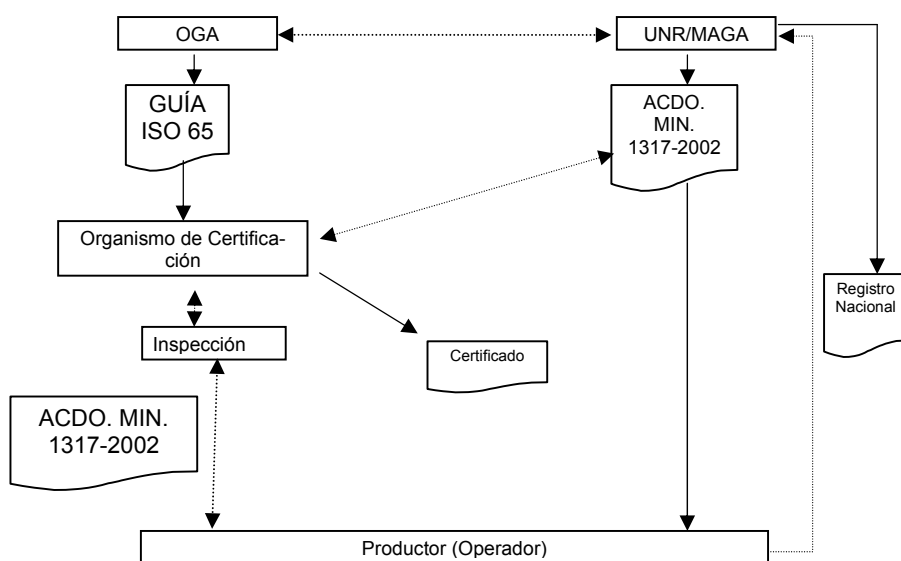 OGA
UNR/MAGA
GUÍA
ISO 65
ACDO.
MIN.
1317-2002
Organismo de Certifica-
ción
Registro
Nacional
Inspección
Certificado
ACDO. MIN.
1317-2002
Productor (Operador)